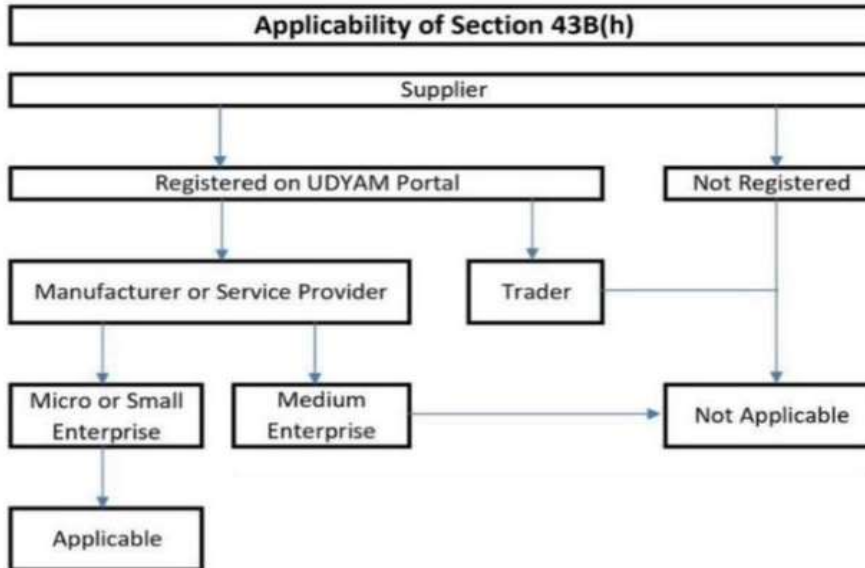 Applicability of Section 43B(h)
Supplier
Registered on UDYAM Portal
Not Registered
Manufacturer or Service Provider
Trader
Micro or Small
Enterprise
Medium
Enterprise
Not Applicable
Applicable